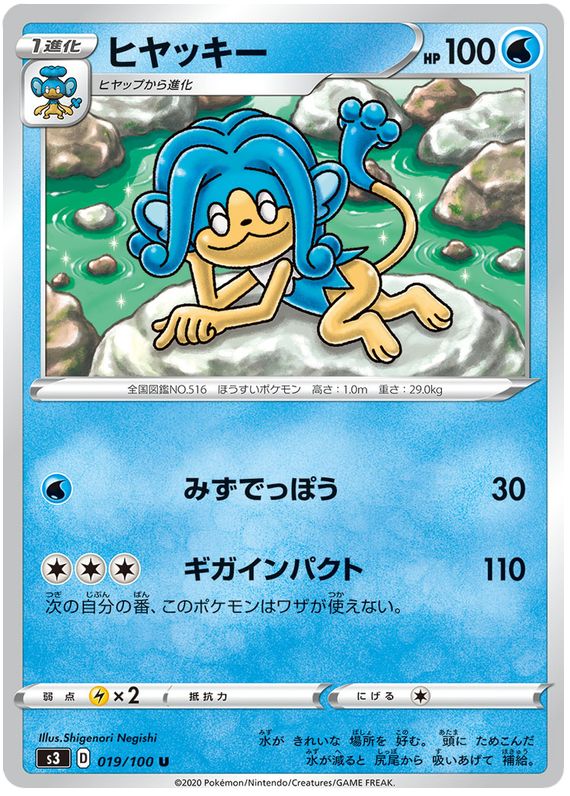 1進化
ヒヤッキー
HP100
ヒヤップから進化
全国図鑑NO.516 ほうすいポケモン 高さ:1.0m 重さ:29.0kg
みずでっぽう 30
ギガインパクト 110
次の自分の番、このポケモンはワザが使えない。
弱点 ×2 抵抗力 にげる
Illus.Shigenori Negishi
S3 D 019/100 U
水が きれいな 場所を 好む。 頭に ためこんだ
水が減ると 尻尾から 吸いあげて 補給。
©2020 Pokémon/Nintendo/Creatures/GAME FREAK.